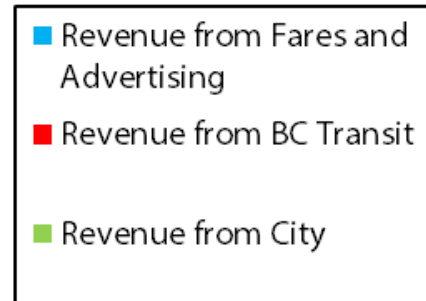 Revenue from Fares and
Advertising
Revenue from BC Transit
Revenue from City